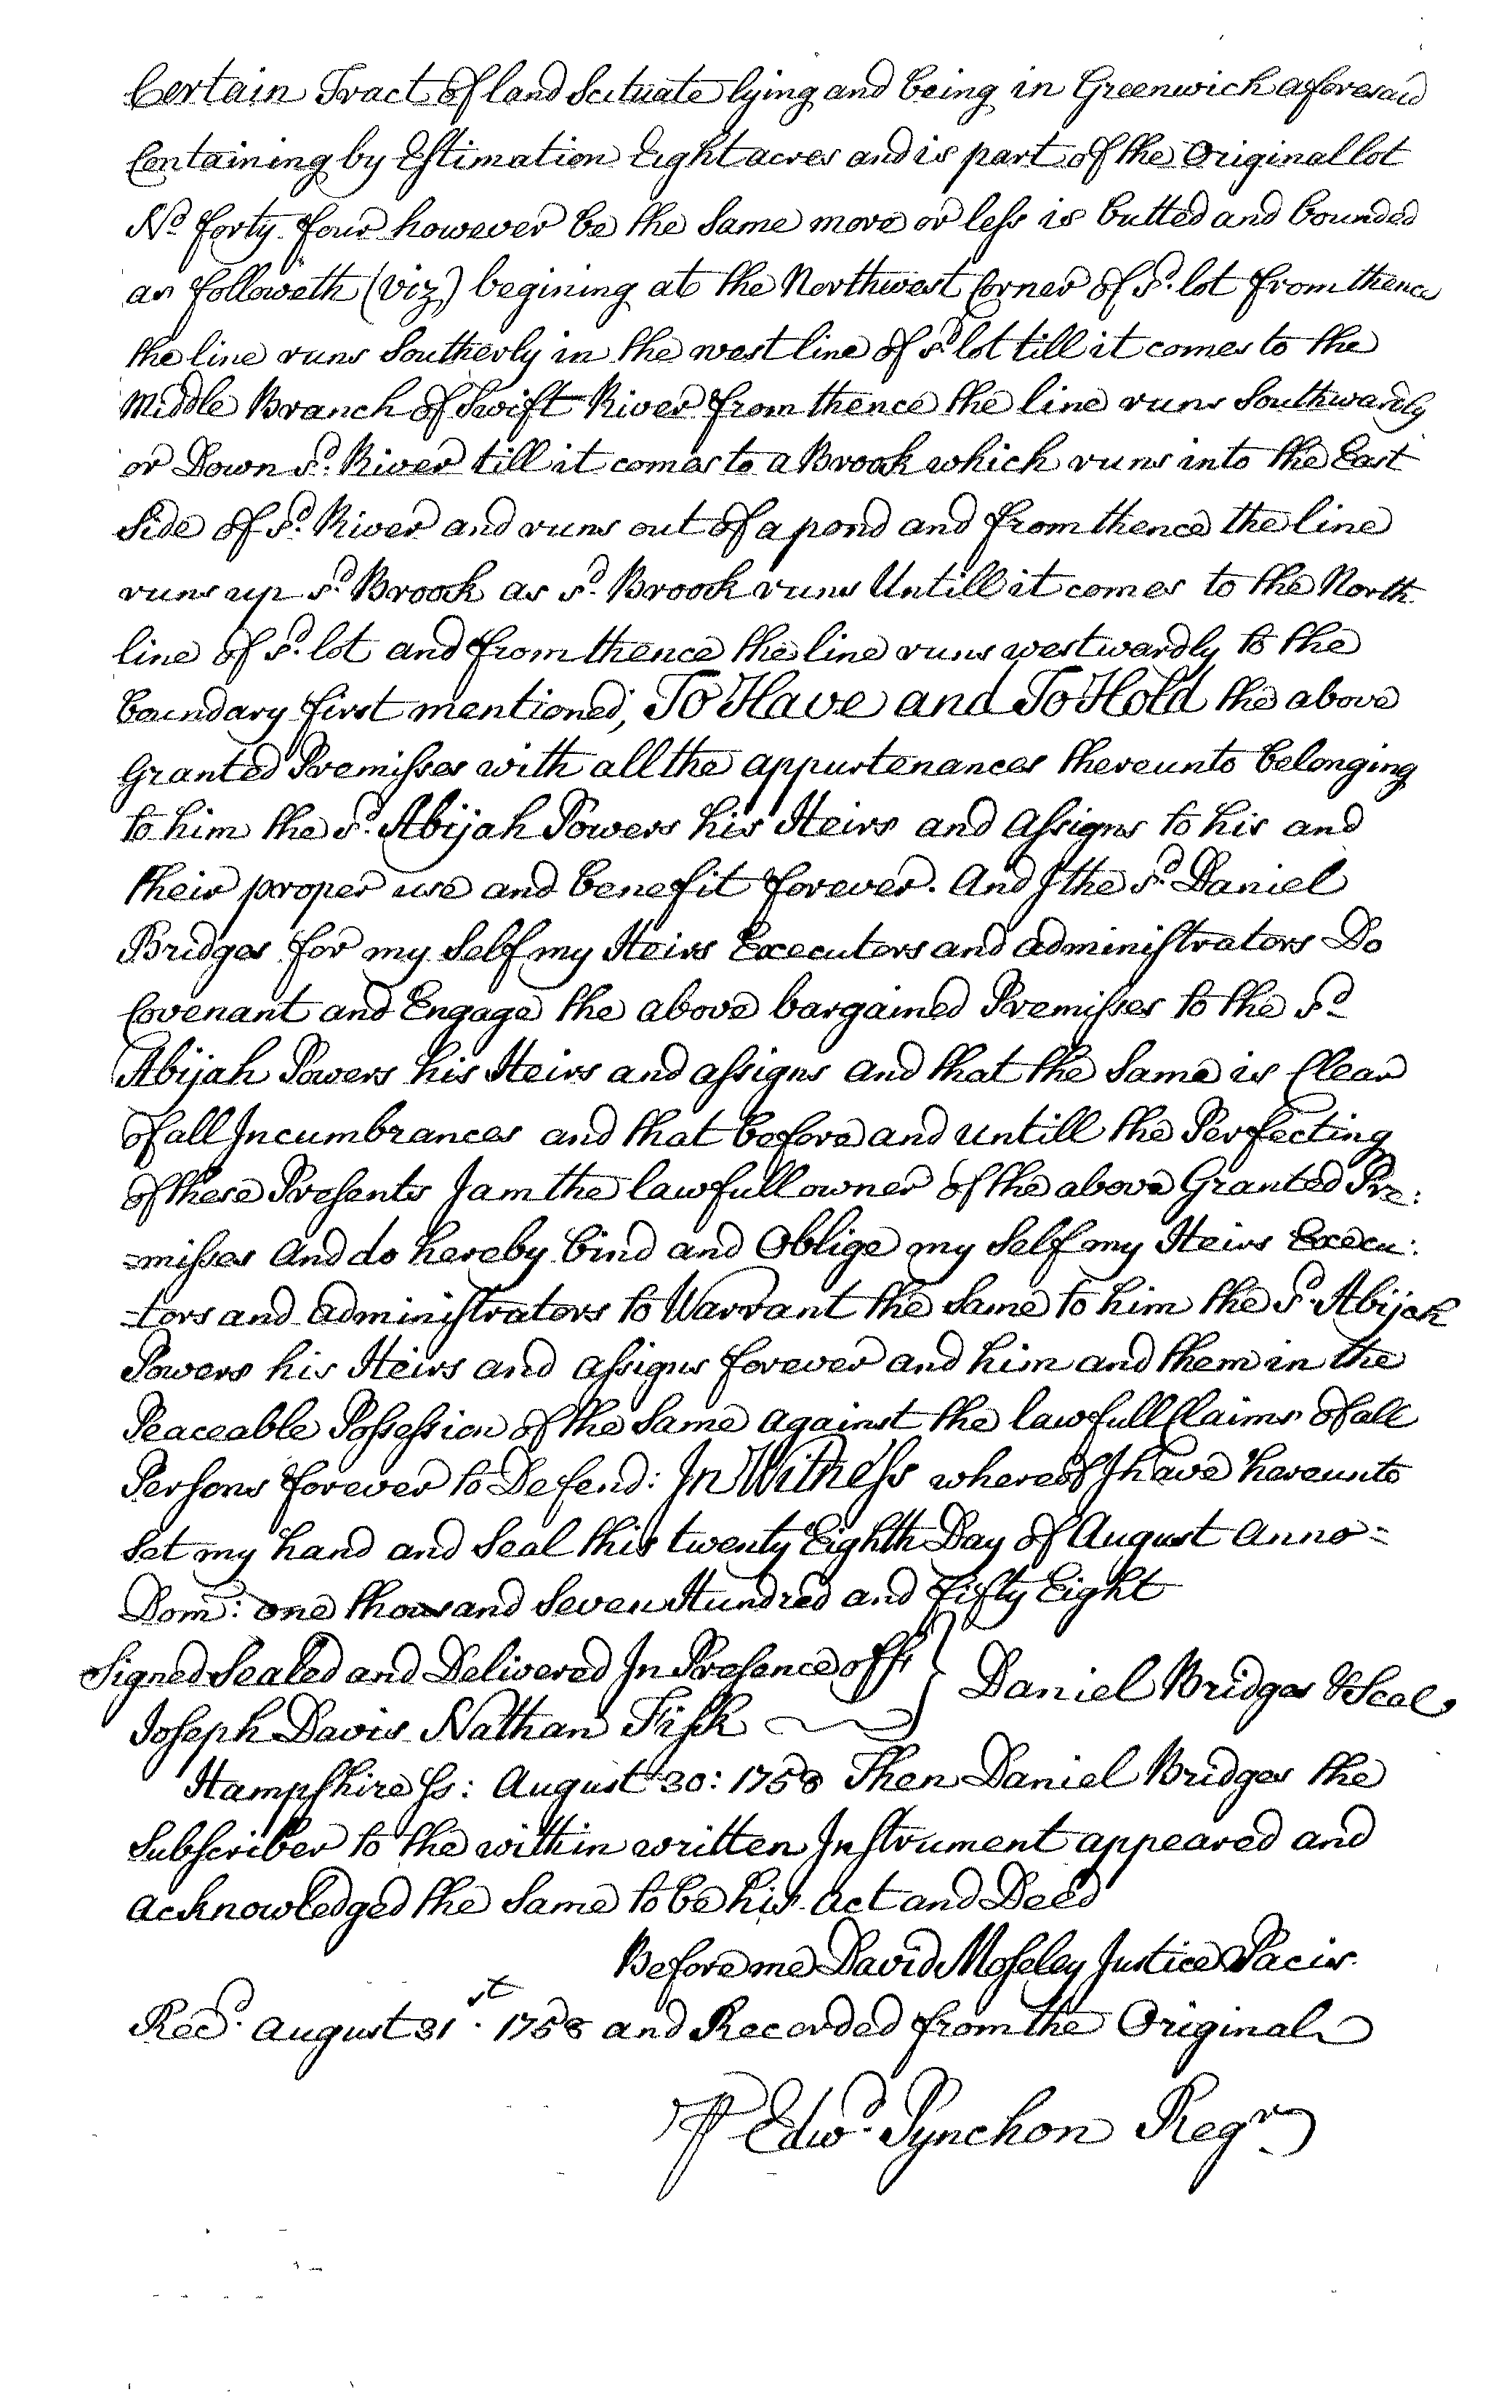 Certain Tract of land Scituate lying and being in Greenwich aforesaid
Containing by Estimation Eight acres and is part of the Original lot
No. forty four however be the Same more or less is butted and bounded
as followeth (viz) begining at the Northwest Corner of sd. lot from thence
the line runs Southerly in the west line of sd. lot till it comes to the
Middle Branch of Swift River from thence the line runs Southwardly
or Down sd. River till it comes to a Brook which runs into the East
Side of sd. River and runs out of a pond and from thence the line
runs up sd. Brook as sd. Brook runs Untill it comes to the North
line of sd. lot and from thence the line runs westwardly to the
boundary first mentioned, To Have and To Hold the above
Granted Premisses with all the appurtenances thereunto belonging
to him the sd. Abijah Powers his Heirs and assigns to his and
their proper use and benefit forever. And I the sd. Daniel
Bridges for my Self my Heirs Executors and administrators Do
Covenant and Engage the above bargained Premisses to the sd
Abijah Powers his Heirs and assigns and that the Same is Clear
of all Incumbrances and that before and untill the Perfecting
of these Presents I am the lawfull owner of the above Granted Pre:
=misses And do hereby bind and Oblige my Self my Heirs Execu:
=tors and administrators to Warrant the Same to him the sd. Abijah
Powers his Heirs and assigns forever and him and them in the
Peaceable Possession of the Same against the lawfull Claims of all
Persons forever to Defend: In Witness whereof I have hereunto
Set my hand and Seal this twenty Eighth Day of August Anno=
Dom: one thousand Seven Hundred and Fifty Eight
Signed Sealed and Delivered In Presence off } Daniel Bridges & Seal
Joseph Davis Nathan Fisk
Hampshire Ss: August 30: 1758 Then Daniel Bridges the
Subscriber to the within written Instrument appeared and
acknowledged the Same to be his act and Deed
Before me David Moseley Justice Pacis.
Recd. August 31st. 1758 and Recorded from the Original
P Edwd. Pynchon Regr